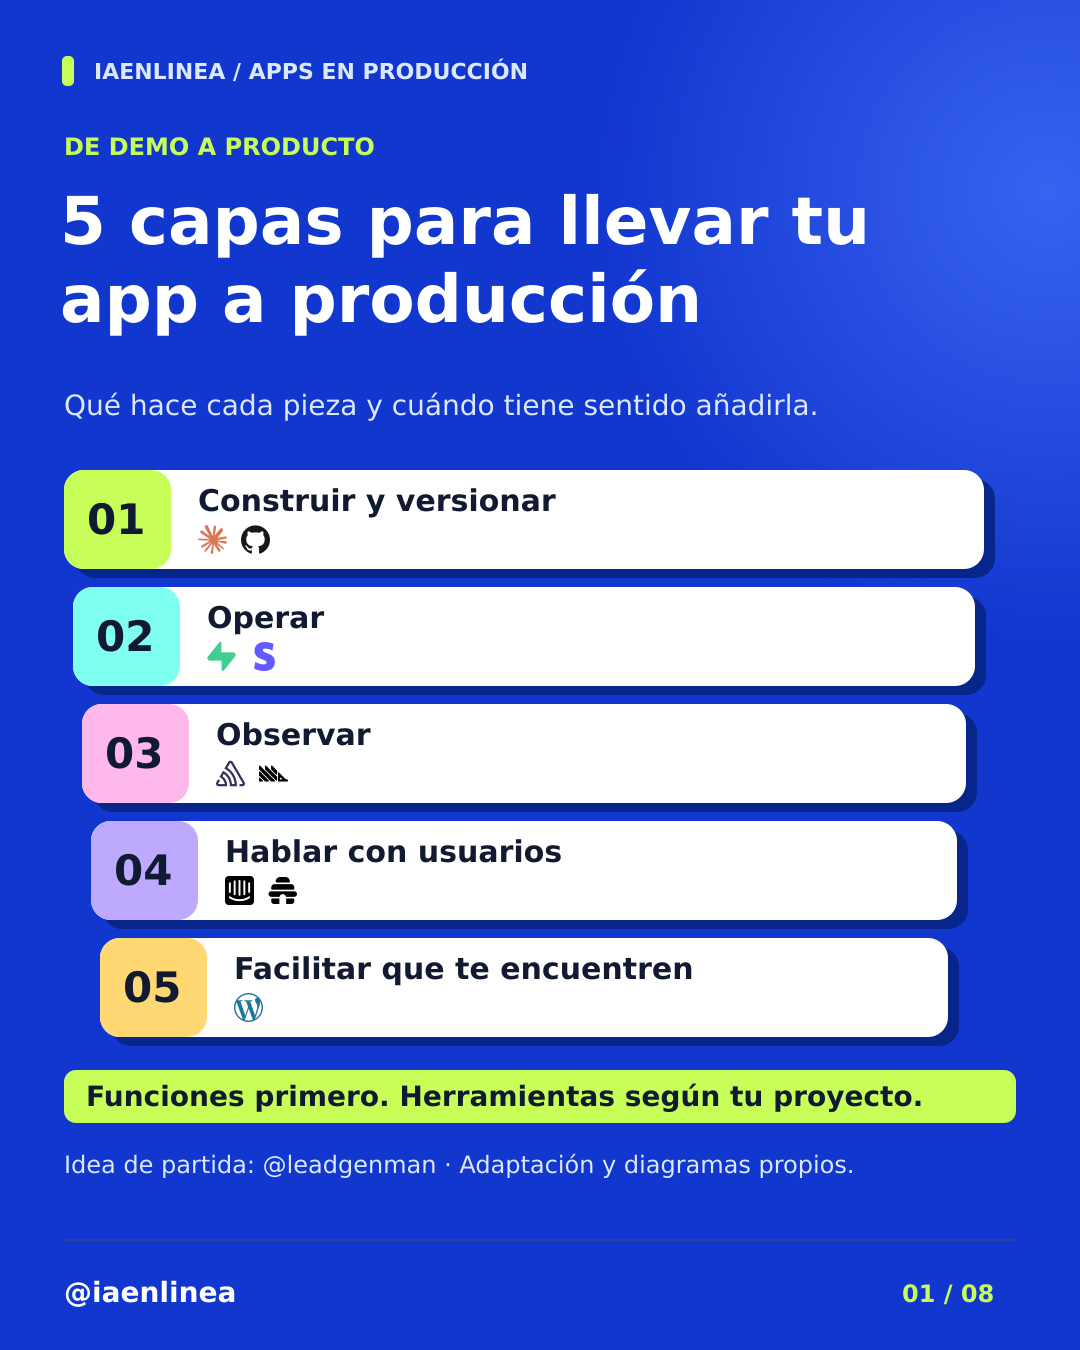 IAENLINEA / APPS EN PRODUCCIÓN
DE DEMO A PRODUCTO
5 capas para llevar tu
app a producción
Qué hace cada pieza y cuándo tiene sentido añadirla.
01
Construir y versionar
02
Operar
03
Observar
04
Hablar con usuarios
05
Facilitar que te encuentren
Funciones primero. Herramientas según tu proyecto.
Idea de partida: @leadgenman · Adaptación y diagramas propios.
@iaenlinea
01 / 08